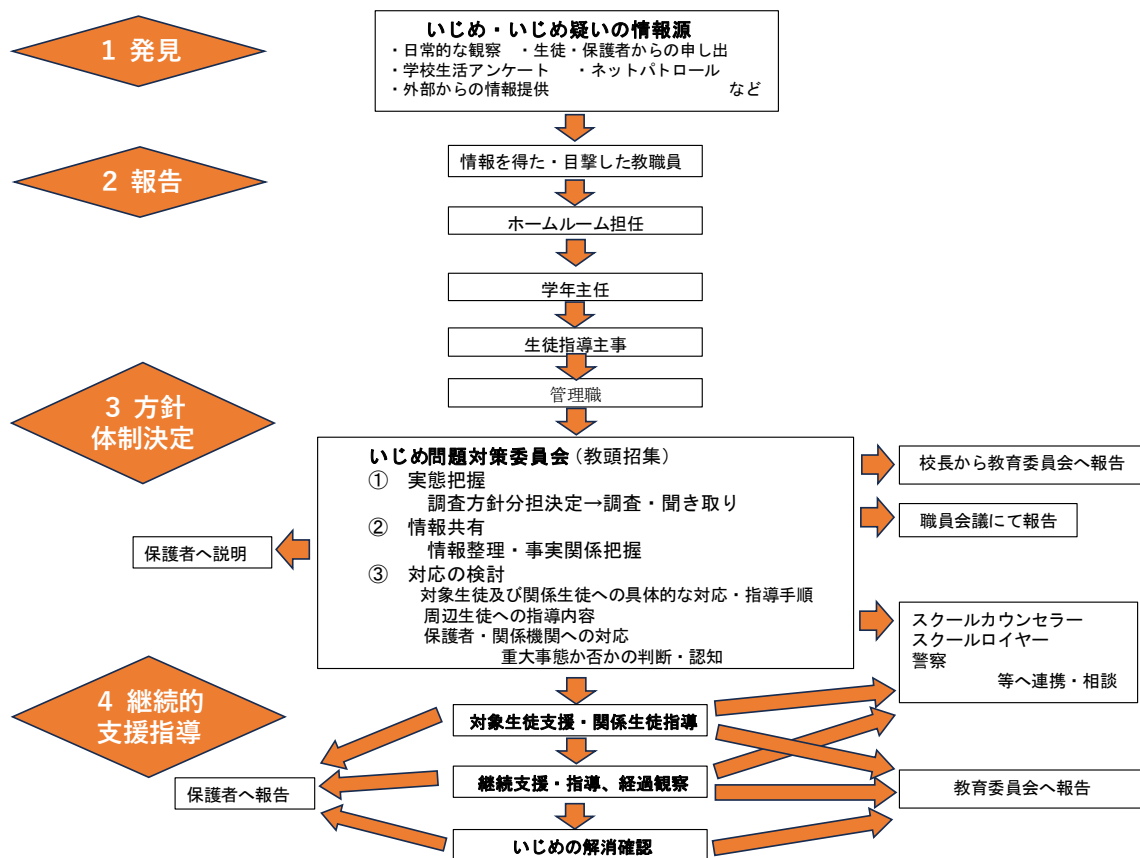 1 発見
いじめ・いじめ疑いの情報源
・日常的な観察 ・生徒・保護者からの申し出
・学校生活アンケート ・ネットパトロール
・外部からの情報提供 など
2 報告
情報を得た・目撃した教職員
ホームルーム担任
学年主任
生徒指導主事
管理職
3 方針
体制決定
いじめ問題対策委員会(教頭招集)
① 実態把握
調査方針分担決定→調査・聞き取り
② 情報共有
情報整理・事実関係把握
③ 対応の検討
対象生徒及び関係生徒への具体的な対応・指導手順
周辺生徒への指導内容
保護者・関係機関への対応
重大事態か否かの判断・認知
保護者へ説明
校長から教育委員会へ報告
職員会議にて報告
スクールカウンセラー
スクールロイヤー
警察
等へ連携・相談
4 継続的
支援指導
対象生徒支援・関係生徒指導
継続支援・指導、経過観察
いじめの解消確認
保護者へ報告
教育委員会へ報告